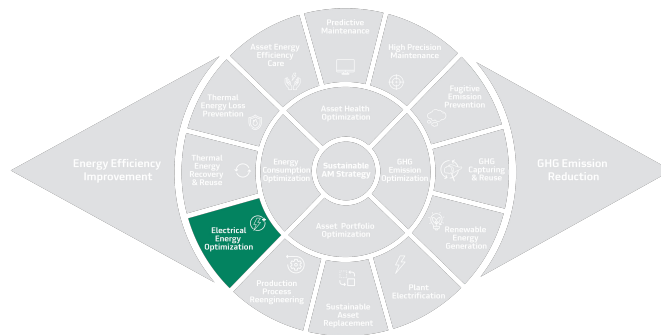 Predictive
Maintenance
Asset Energy
Efficiency
Care
High Precision
Maintenance
Thermal
Energy Loss
Prevention
Fugitive
Emission
Prevention
Asset Health
Optimization
Energy Efficiency
Improvement
Thermal
Energy
Recovery
& Reuse
Energy
Consumption
Optimization
Sustainable
AM Strategy
GHG
Emission
Optimization
GHG
Capturing
& Reuse
GHG Emission
Reduction
Electrical
Energy
Optimization
Asset Portfolio
Optimization
Renewable
Energy
Generation
Production
Process
Reengineering
Sustainable
Asset
Replacement
Plant
Electrification